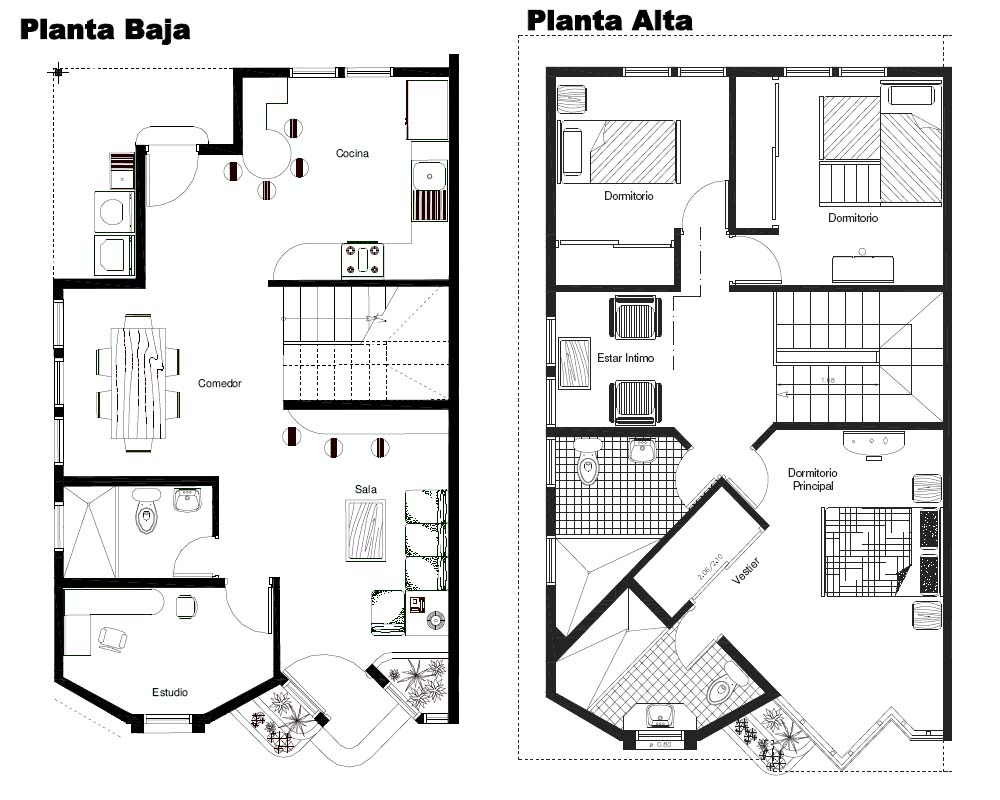 Planta Baja
Planta Alta
Cocina
Comedor
Sala
Estudio
Dormitorio
Dormitorio
Estar Intimo
1,68
Dormitorio
Principal
2.06/2.10
Vestier
ø 0.80